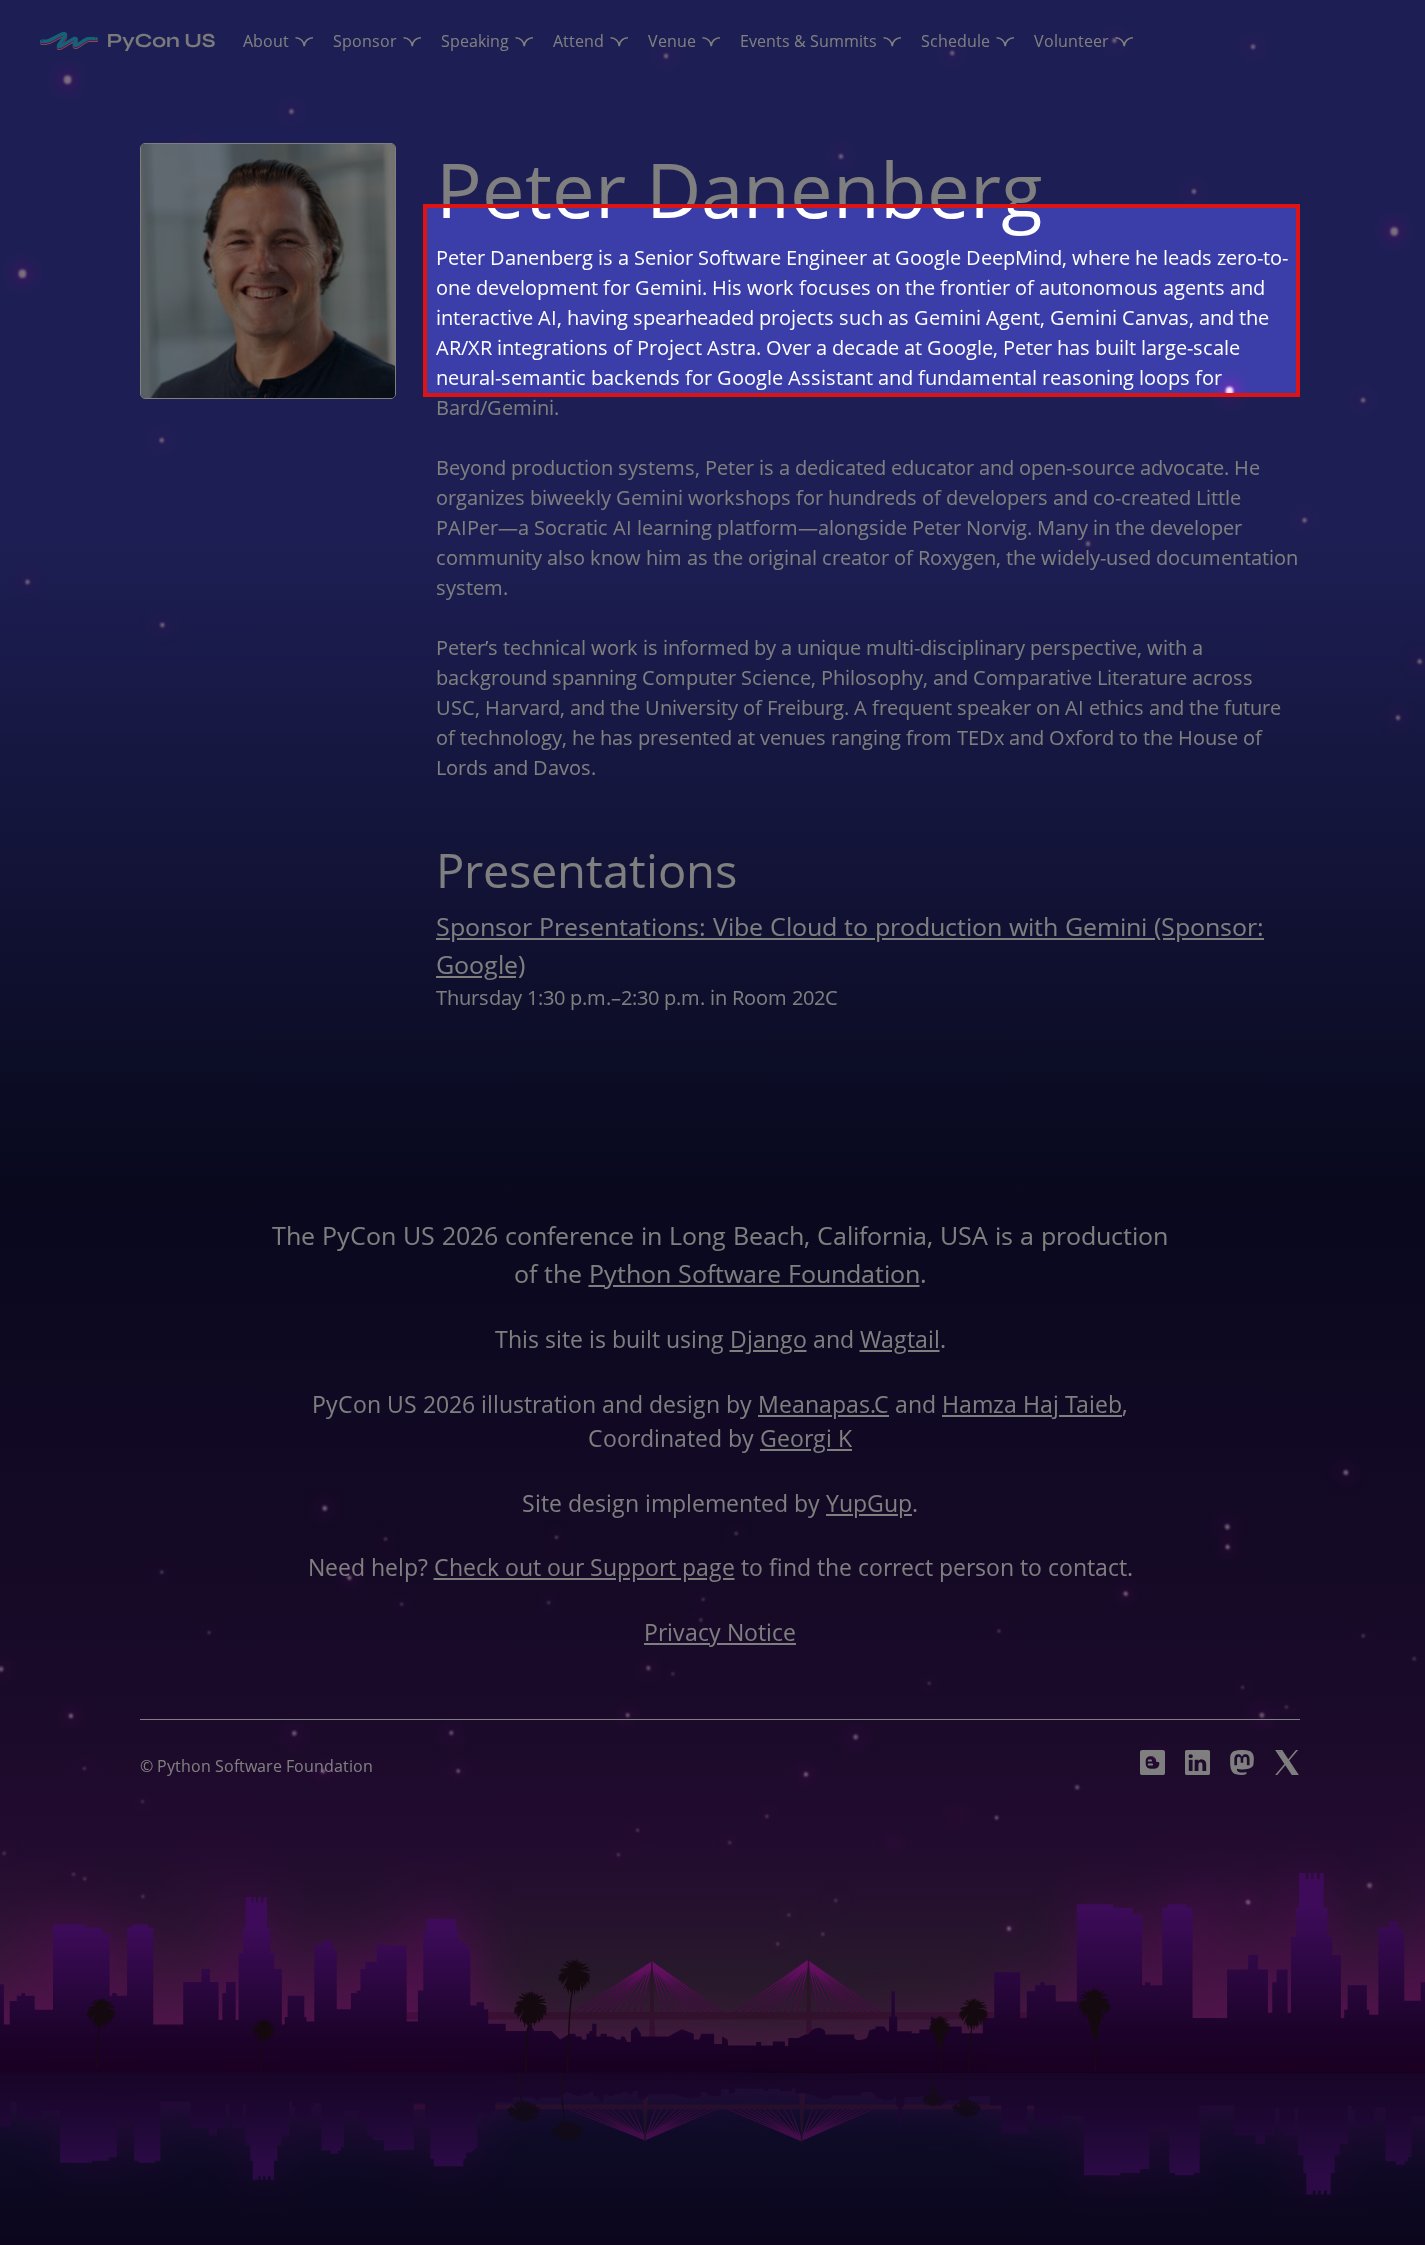 PyCon US About Sponsor Speaking Attend Venue Events & Summits Schedule Volunteer
Peter Danenberg
Peter Danenberg is a Senior Software Engineer at Google DeepMind, where he leads zero-to-
one development for Gemini. His work focuses on the frontier of autonomous agents and
interactive AI, having spearheaded projects such as Gemini Agent, Gemini Canvas, and the
AR/XR integrations of Project Astra. Over a decade at Google, Peter has built large-scale
neural-semantic backends for Google Assistant and fundamental reasoning loops for
Bard/Gemini.
Beyond production systems, Peter is a dedicated educator and open-source advocate. He
organizes biweekly Gemini workshops for hundreds of developers and co-created Little
PAIPer—a Socratic AI learning platform—alongside Peter Norvig. Many in the developer
community also know him as the original creator of Roxygen, the widely-used documentation
system.
Peter’s technical work is informed by a unique multi-disciplinary perspective, with a
background spanning Computer Science, Philosophy, and Comparative Literature across
USC, Harvard, and the University of Freiburg. A frequent speaker on AI ethics and the future
of technology, he has presented at venues ranging from TEDx and Oxford to the House of
Lords and Davos.
Presentations
Sponsor Presentations: Vibe Cloud to production with Gemini (Sponsor:
Google)
Thursday 1:30 p.m.–2:30 p.m. in Room 202C
The PyCon US 2026 conference in Long Beach, California, USA is a production
of the Python Software Foundation.
This site is built using Django and Wagtail.
PyCon US 2026 illustration and design by Meanapas.C and Hamza Haj Taieb,
Coordinated by Georgi K
Site design implemented by YupGup.
Need help? Check out our Support page to find the correct person to contact.
Privacy Notice
© Python Software Foundation